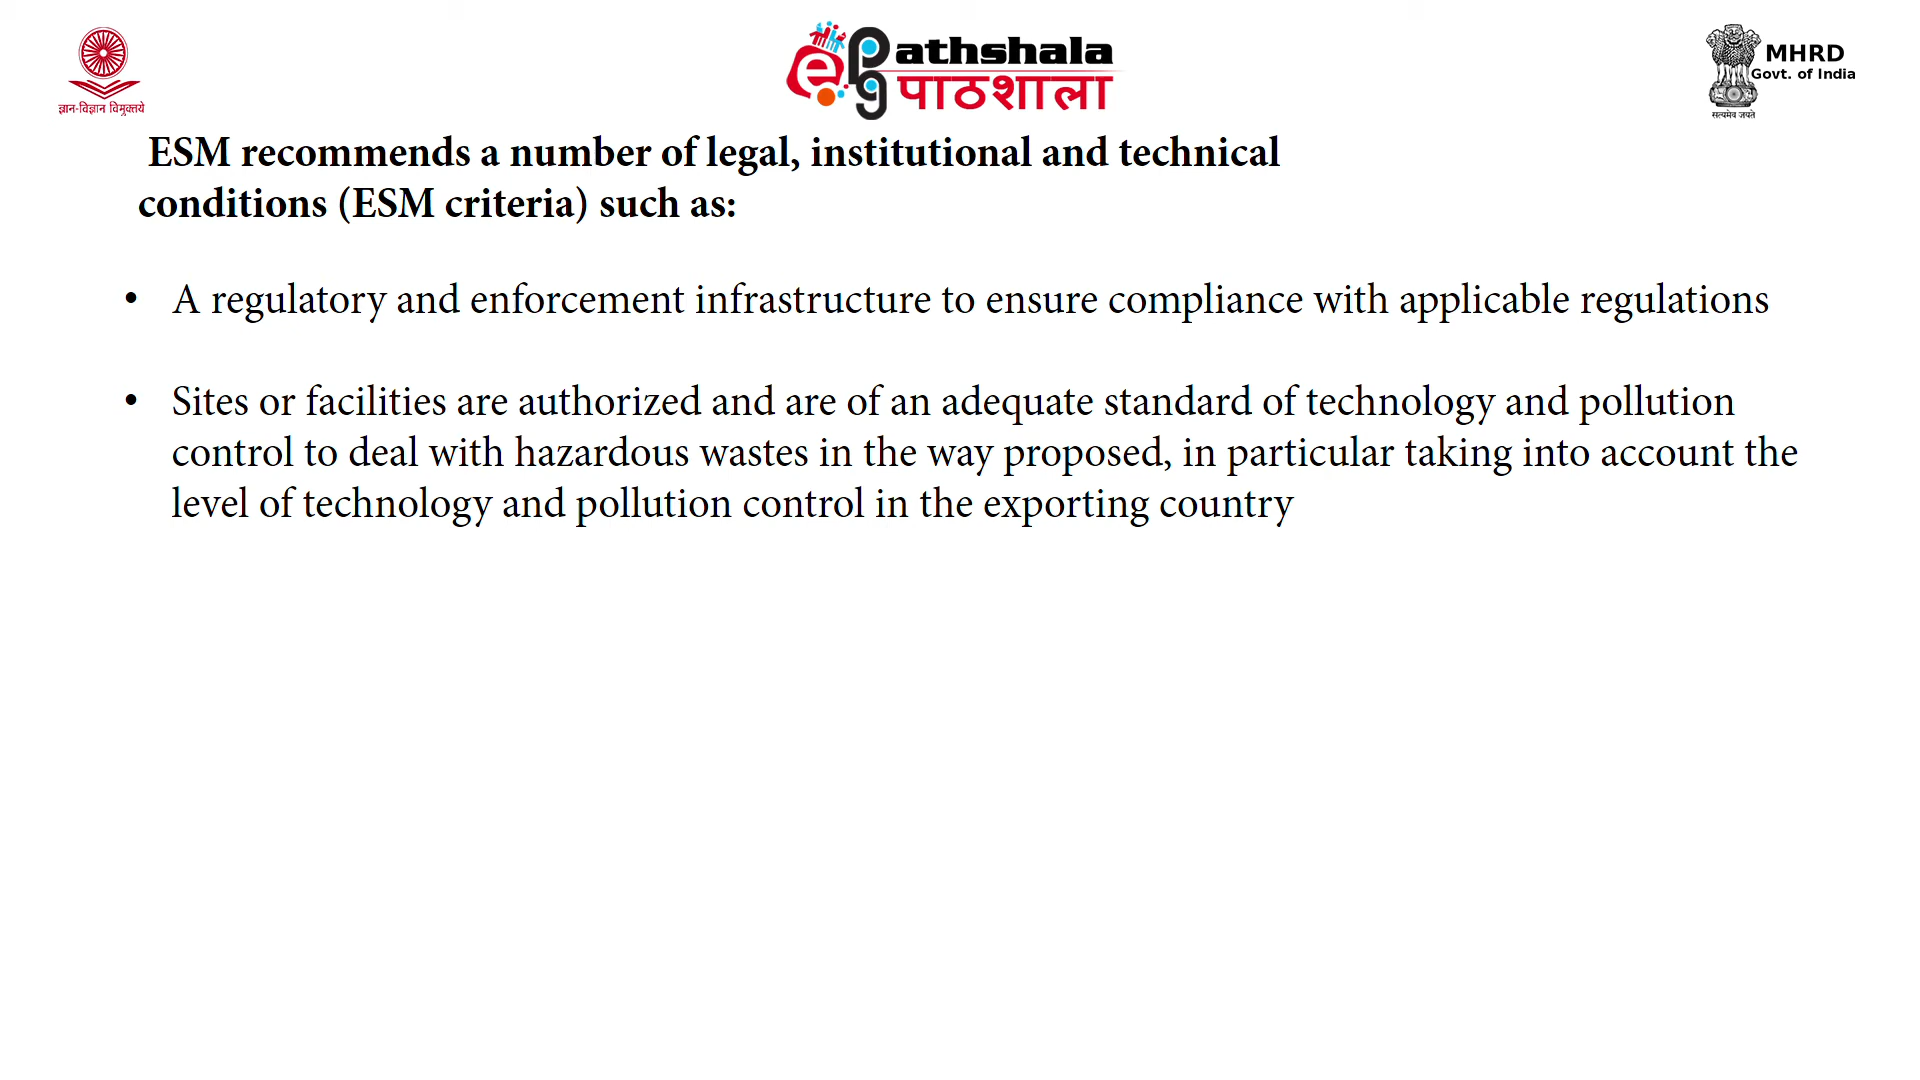 ज्ञान-विज्ञान विमुक्तये
e PG athshala
पाठशाला
MHRD
Govt. of India
सत्यमेव जयते
ESM recommends a number of legal, institutional and technical
conditions (ESM criteria) such as:
• A regulatory and enforcement infrastructure to ensure compliance with applicable regulations
• Sites or facilities are authorized and are of an adequate standard of technology and pollution
control to deal with hazardous wastes in the way proposed, in particular taking into account the
level of technology and pollution control in the exporting country